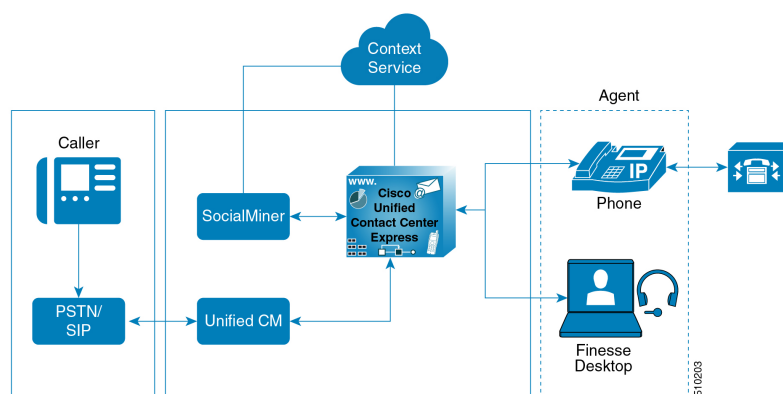 Context
Service
Agent
Caller
www.
@
Cisco
Unified
Contact Center
Express
IP
Phone
SocialMiner
PSTN/
SIP
Unified CM
Finesse
Desktop
510203